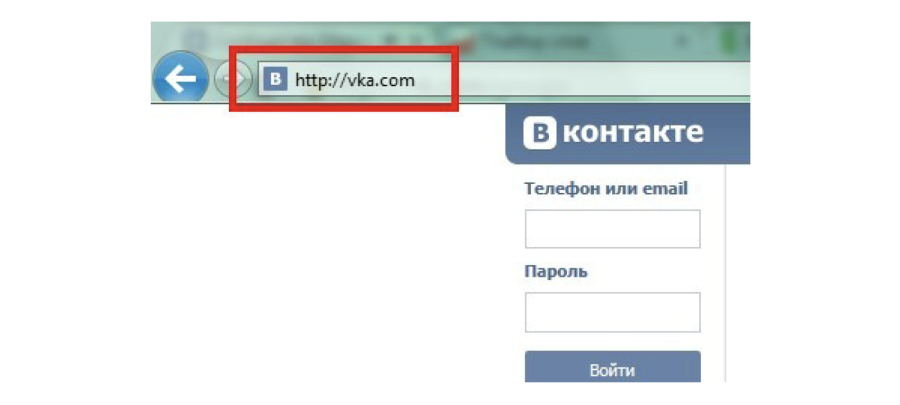 В http://vka.com
В контакте
Телефон или email
Пароль
Войти